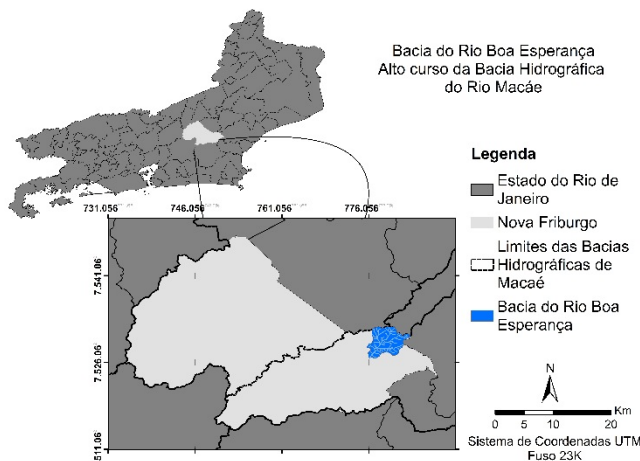 Bacia do Rio Boa Esperança
Alto curso da Bacia Hidrográfica
do Rio Macáe
Legenda
Estado do Rio de
Janeiro
Nova Friburgo
Limites das Bacias
Hidrográficas de
Macaé
Bacia do Rio Boa
Esperança
731.056
746.056
761.056
776.056
7.541.06
7.526.06
511.06
N
0 5 10 20 Km
Sistema de Coordenadas UTM
Fuso 23K